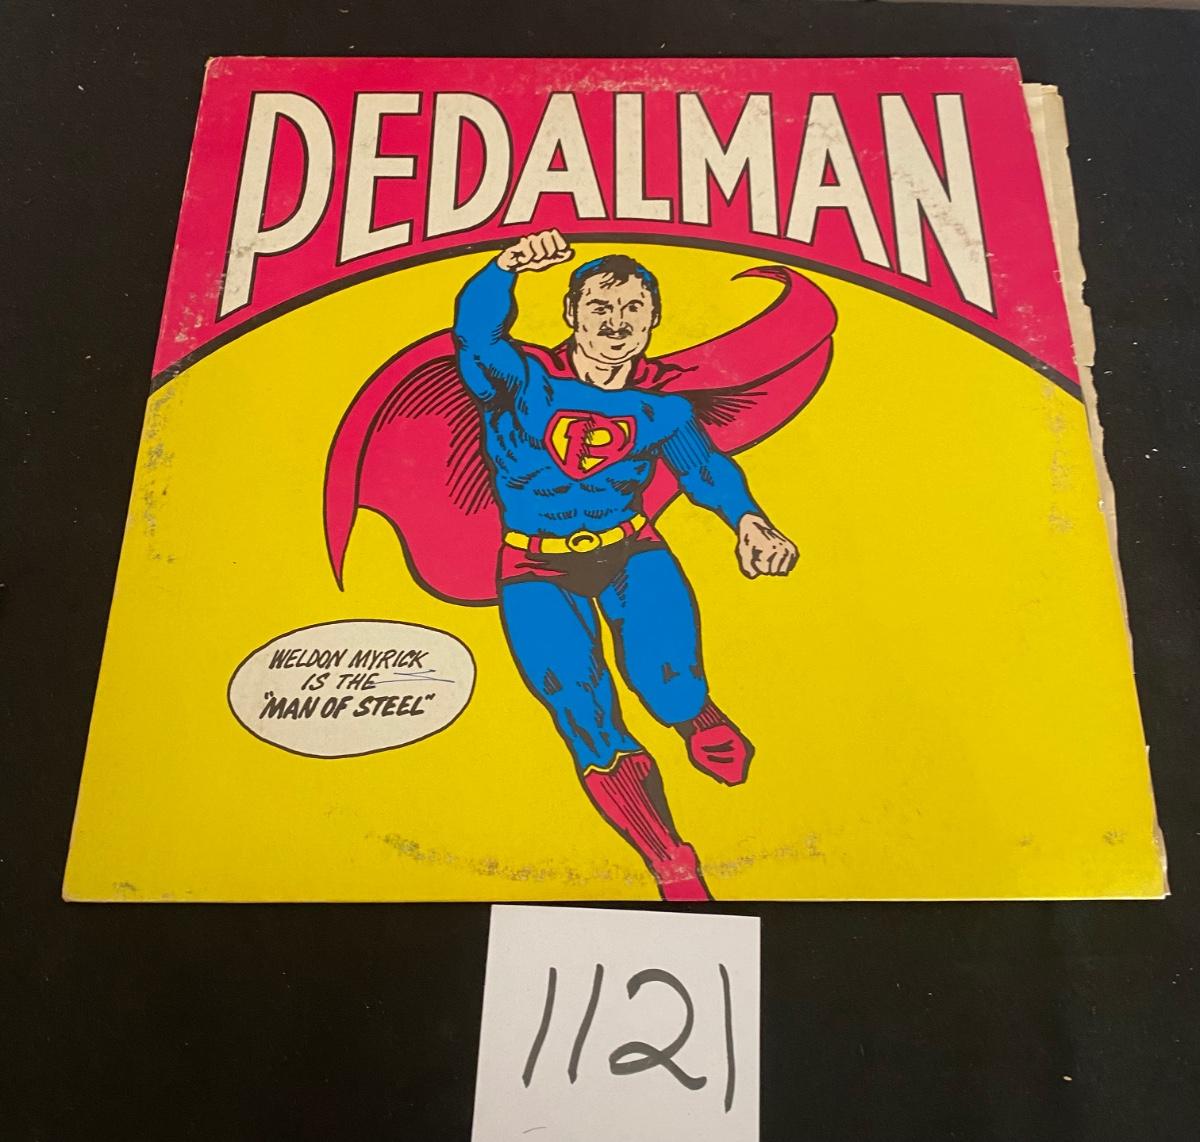 PEDALMAN
P
WELDON MYRICK
IS THE
"MAN OF STEEL"
1121